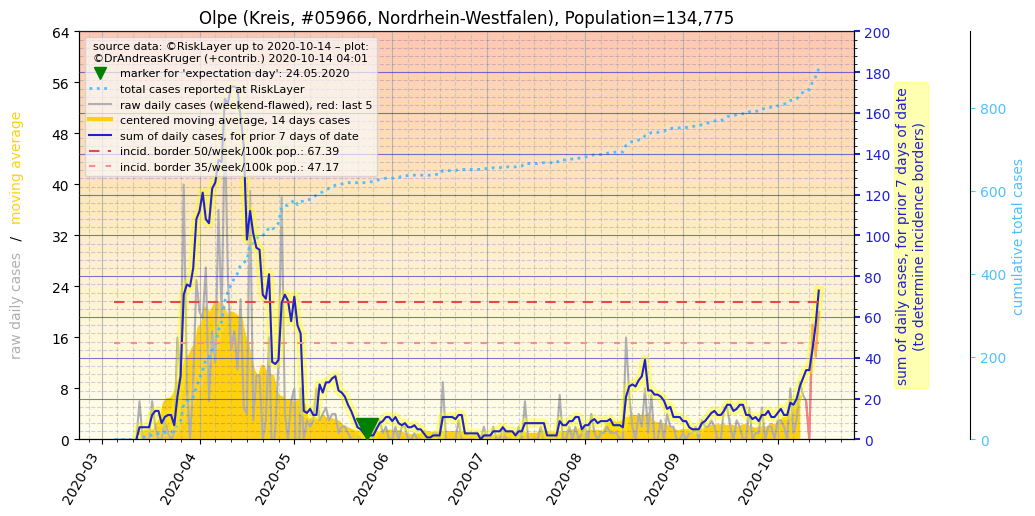 Olpe (Kreis, #05966, Nordrhein-Westfalen), Population=134,775
source data: ©RiskLayer up to 2020-10-14 – plot:
©DrAndreasKruger (+contrib.) 2020-10-14 04:01
marker for 'expectation day': 24.05.2020
total cases reported at RiskLayer
raw daily cases (weekend-flawed), red: last 5
centered moving average, 14 days cases
sum of daily cases, for prior 7 days of date
incid. border 50/week/100k pop.: 67.39
incid. border 35/week/100k pop.: 47.17
raw daily cases / moving average
64
56
48
40
32
24
16
8
0
2020-03
2020-04
2020-05
2020-06
2020-07
2020-08
2020-09
2020-10
200
180
160
140
120
100
80
60
40
20
0
sum of daily cases, for prior 7 days of date
(to determine incidence borders)
800
600
400
200
0
cumulative total cases